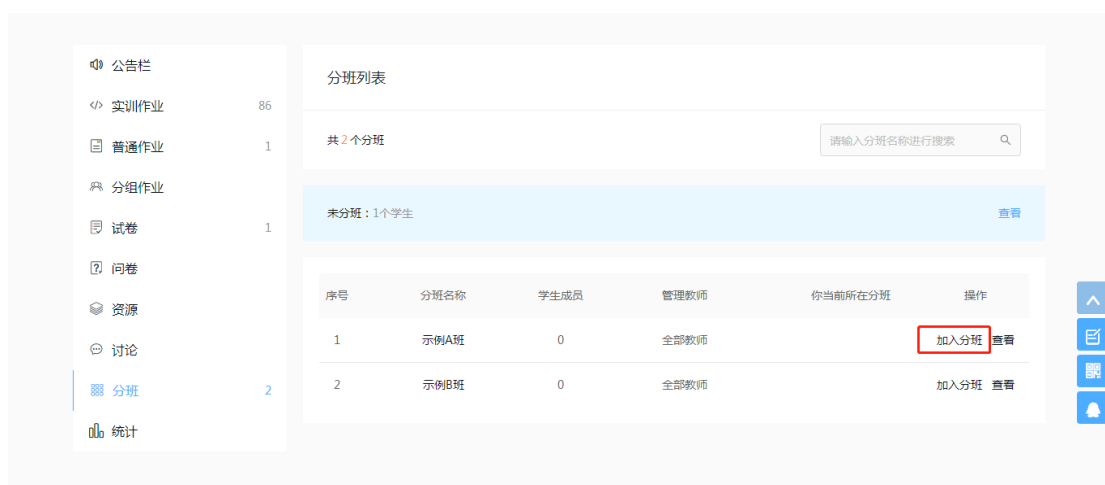 公告栏
实训作业 86
普通作业 1
分组作业
试卷 1
问卷
资源
讨论
分班 2
统计
分班列表
共2个分班
请输入分班名称进行搜索
未分班：1个学生 查看
序号 分班名称 学生成员 管理教师 你当前所在分班 操作
1 示例A班 0 全部教师 加入分班 查看
2 示例B班 0 全部教师 加入分班 查看